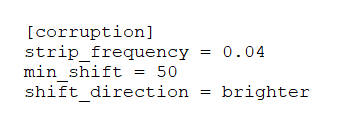 [corruption]
strip_frequency = 0.04
min_shift = 50
shift_direction = brighter